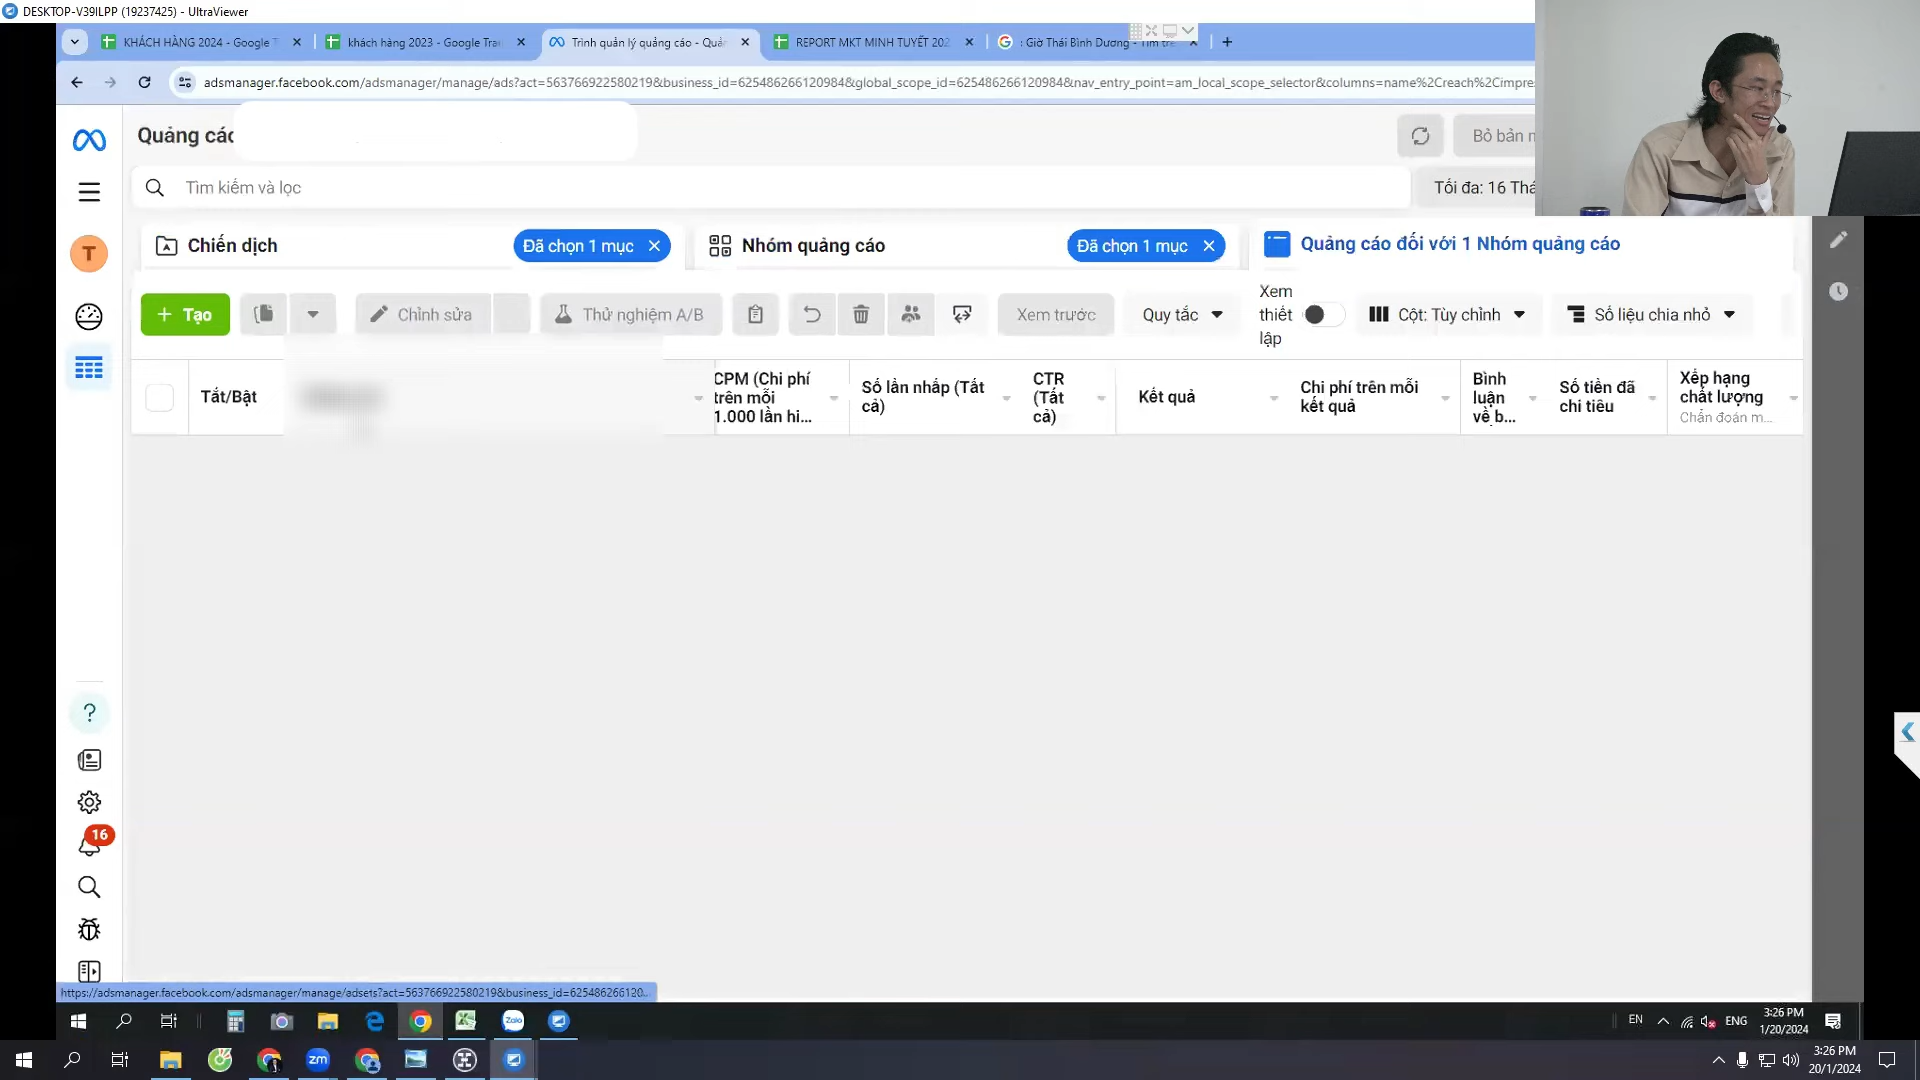 DESKTOP-V39ILPP (19237425) - UltraViewer
KHÁCH HÀNG 2024 - Google T
khách hàng 2023 - Google Tra
Trình quản lý quảng cáo - Quả
REPORT MKT MINH TUYẾT 202
: Giờ Thái Bình Dương - Tìm trê
adsmanager.facebook.com/adsmanager/manage/ads?act=563766922580219&business_id=625486266120984&global_scope_id=625486266120984&nav_entry_point=am_local_scope_selector&columns=name%2Creach%2Cimpre
Quảng cáo
Bỏ bản n
Tìm kiếm và lọc
Tối đa: 16 Thá
T
Chiến dịch
Đã chọn 1 mục
Nhóm quảng cáo
Đã chọn 1 mục
Quảng cáo đối với 1 Nhóm quảng cáo
Tạo
Chỉnh sửa
Thử nghiệm A/B
Xem trước
Quy tắc
Xem
thiết
lập
Cột: Tùy chỉnh
Số liệu chia nhỏ
Tắt/Bật
CPM (Chi phí
trên mỗi
1.000 lần hi...
Số lần nhấp (Tất
cả)
CTR
(Tất
cả)
Kết quả
Chi phí trên mỗi
kết quả
Bình
luận
về b...
Số tiền đã
chi tiêu
Xếp hạng
chất lượng
Chẩn đoán m...
16
https://adsmanager.facebook.com/adsmanager/manage/adsets?act=563766922580219&business_id=625486266120...
Zalo
EN
ENG
3:26 PM
1/20/2024
zm
3:26 PM
20/1/2024